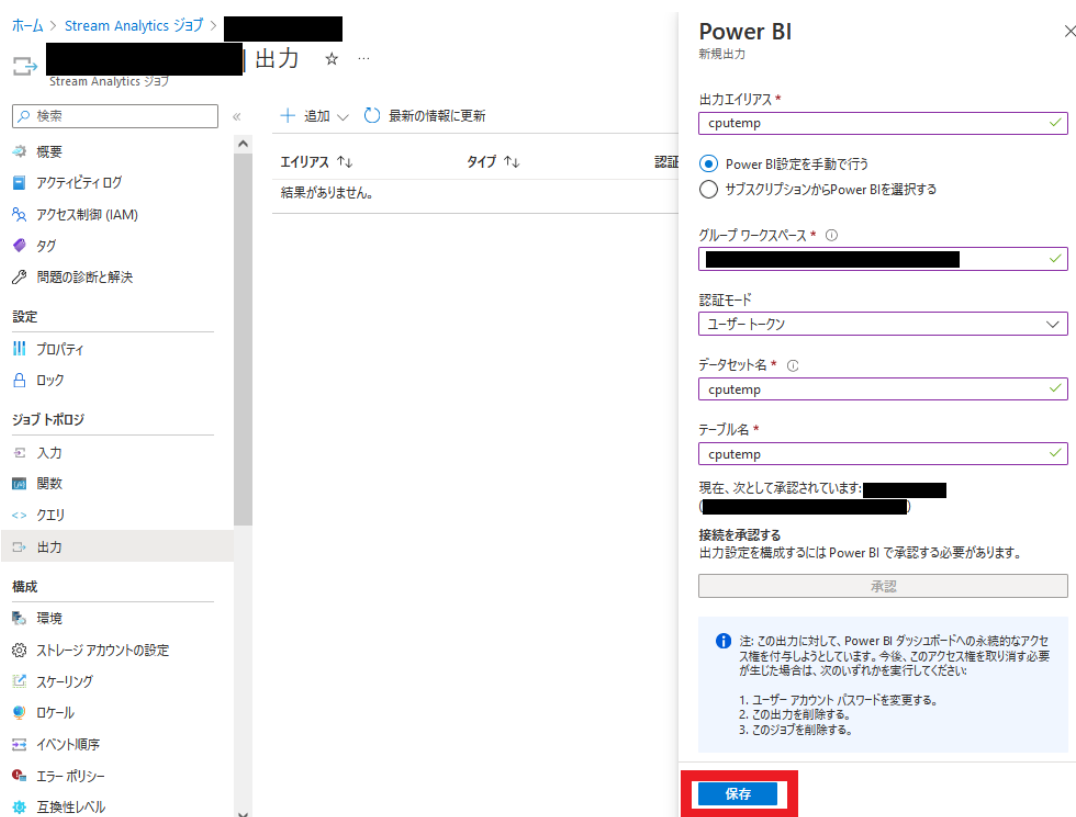 ホーム > Stream Analytics ジョブ >
| 出力 ☆ …
Stream Analytics ジョブ
検索 «
＋ 追加 最新の情報に更新
エイリアス ↑↓ タイプ ↑↓ 認証
結果がありません。
概要
アクティビティ ログ
アクセス制御 (IAM)
タグ
問題の診断と解決
設定
プロパティ
ロック
ジョブ トポロジ
入力
関数
クエリ
出力
構成
環境
ストレージ アカウントの設定
スケーリング
ロケール
イベント順序
エラー ポリシー
互換性レベル
Power BI
新規出力
出力エイリアス *
cputemp
Power BI設定を手動で行う
サブスクリプションからPower BIを選択する
グループ ワークスペース *
認証モード
ユーザー トークン
データセット名 *
cputemp
テーブル名 *
cputemp
現在、次として承認されています:
( )
接続を承認する
出力設定を構成するには Power BI で承認する必要があります。
承認
注: この出力に対して、Power BI ダッシュボードへの永続的なアクセ
ス権を付与しようとしています。今後、このアクセス権を取り消す必要
が生じた場合は、次のいずれかを実行してください:
1. ユーザー アカウント パスワードを変更する。
2. この出力を削除する。
3. このジョブを削除する。
保存